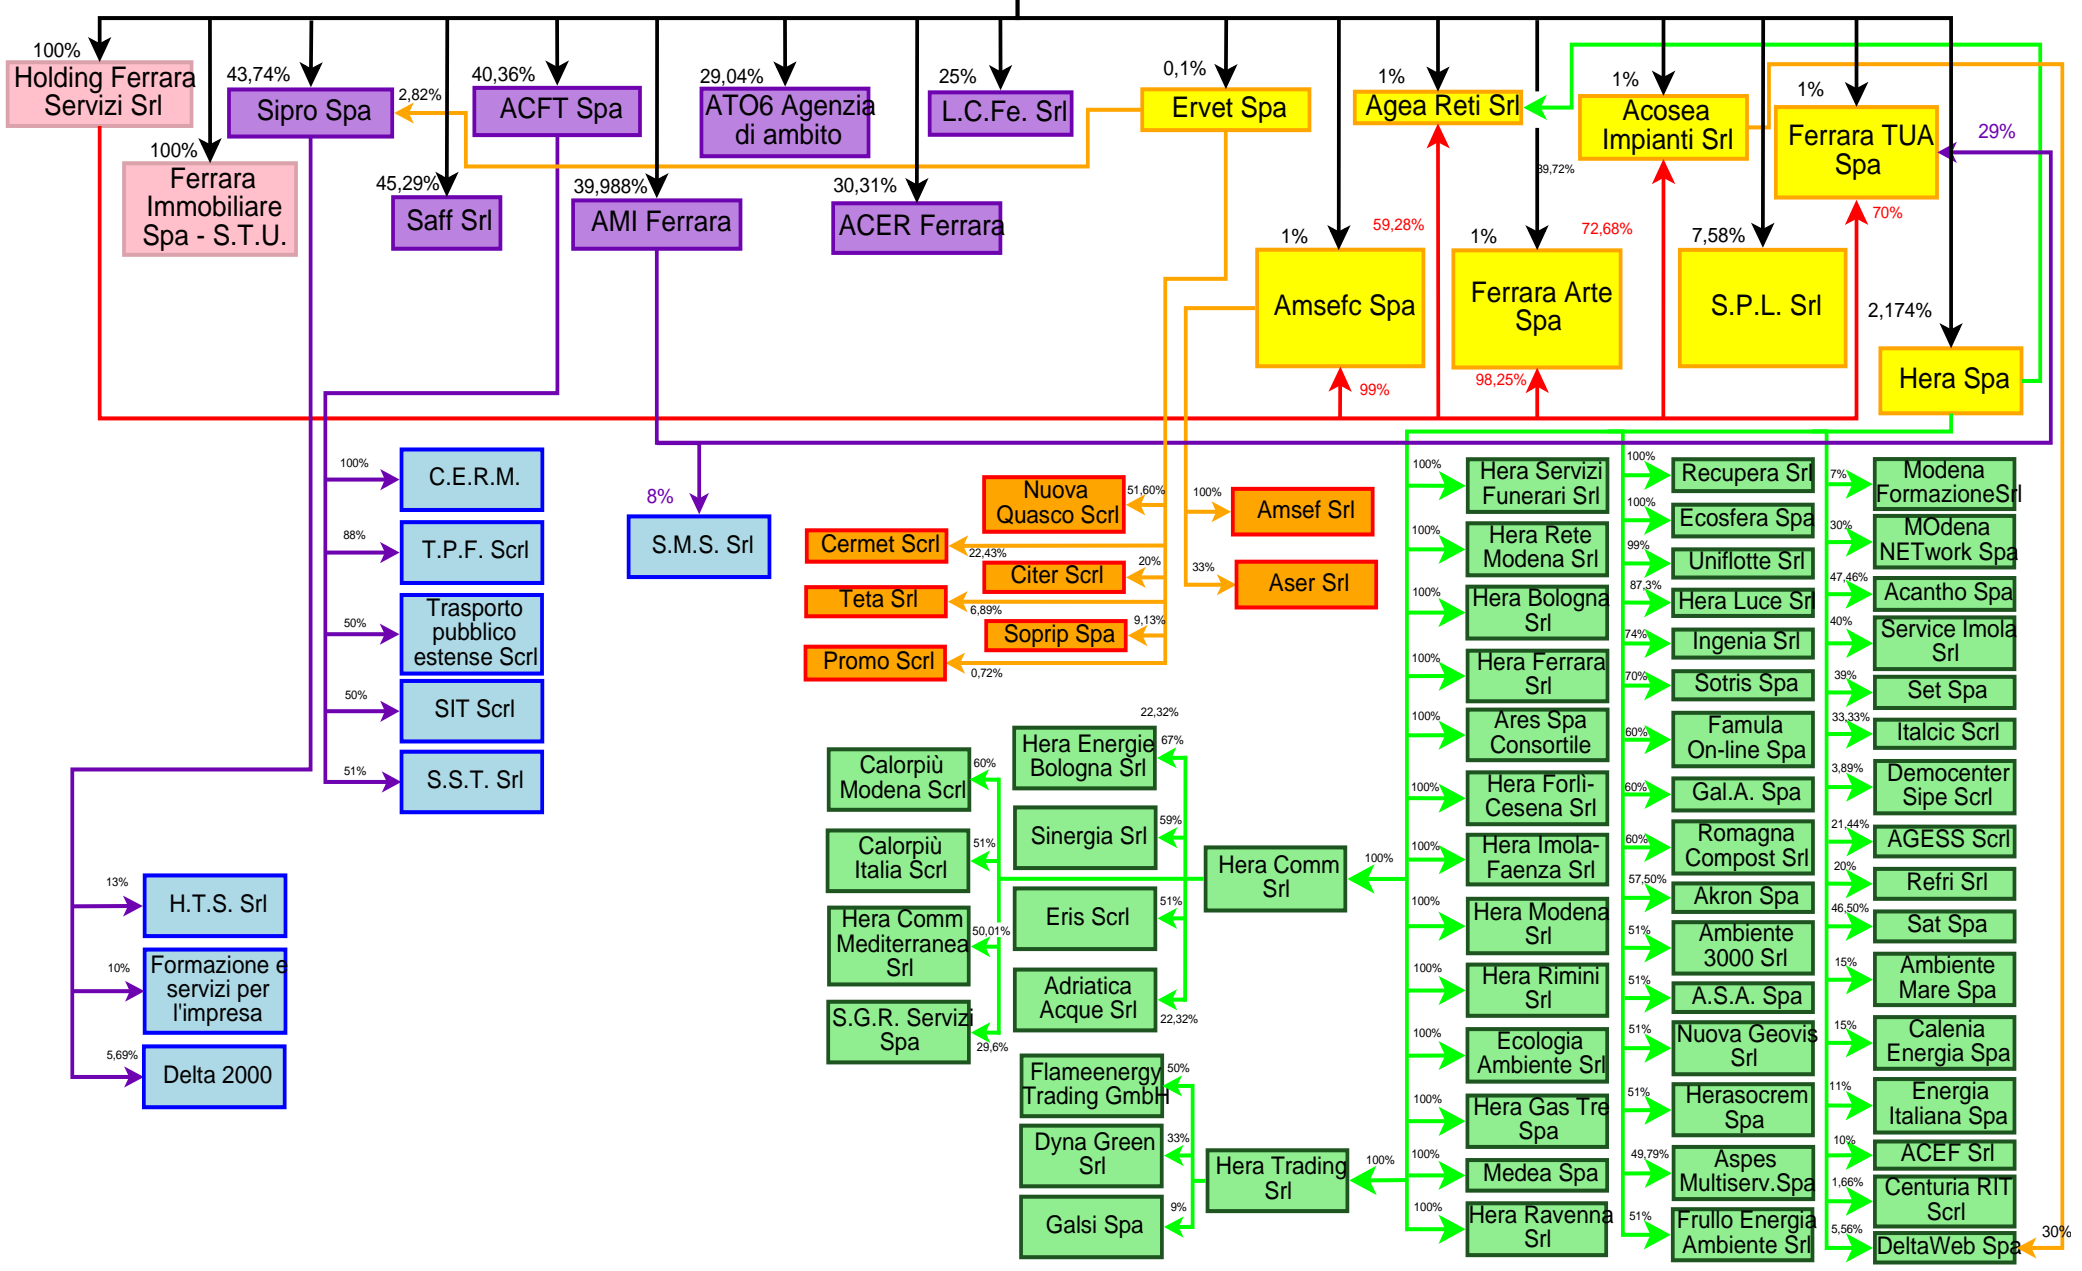 100%
Holding Ferrara
Servizi Srl
100%
Ferrara
Immobiliare
Spa - S.T.U.
43,74%
Sipro Spa
2,82%
45,29%
Saff Srl
40,36%
ACFT Spa
39,988%
AMI Ferrara
29,04%
ATO6 Agenzia
di ambito
30,31%
ACER Ferrara
25%
L.C.Fe. Srl
0,1%
Ervet Spa
1%
Amsefc Spa
99%
1%
Agea Reti Srl
59,28%
39,72%
1%
Ferrara Arte
Spa
98,25%
1%
Acosea
Impianti Srl
72,68%
7,58%
S.P.L. Srl
1%
Ferrara TUA
Spa
29%
70%
2,174%
Hera Spa
100%
C.E.R.M.
88%
T.P.F. Scrl
50%
Trasporto
pubblico
estense Scrl
50%
SIT Scrl
51%
S.S.T. Srl
13%
H.T.S. Srl
10%
Formazione e
servizi per
l'impresa
5,69%
Delta 2000
8%
S.M.S. Srl
Nuova
Quasco Scrl
51,60%
Cermet Scrl
22,43%
Citer Scrl
20%
Teta Srl
6,89%
Soprip Spa
9,13%
Promo Scrl
0,72%
100%
Amsef Srl
33%
Aser Srl
22,32%
Hera Energie
Bologna Srl
67%
Calorpiù
Modena Scrl
60%
Sinergia Srl
59%
Calorpiù
Italia Scrl
51%
Eris Scrl
51%
Hera Comm
Mediterranea
Srl
50,01%
Adriatica
Acque Srl
22,32%
S.G.R. Servizi
Spa
29,6%
Hera Comm
Srl
100%
Flameenergy
Trading GmbH
50%
Dyna Green
Srl
33%
Galsi Spa
9%
Hera Trading
Srl
100%
100%
Hera Servizi
Funerari Srl
100%
Hera Rete
Modena Srl
100%
Hera Bologna
Srl
100%
Hera Ferrara
Srl
100%
Ares Spa
Consortile
100%
Hera Forlì-
Cesena Srl
100%
Hera Imola-
Faenza Srl
100%
Hera Modena
Srl
100%
Hera Rimini
Srl
100%
Ecologia
Ambiente Srl
100%
Hera Gas Tre
Spa
100%
Medea Spa
100%
Hera Ravenna
Srl
100%
Recupera Srl
100%
Ecosfera Spa
99%
Uniflotte Srl
87,3%
Hera Luce Srl
74%
Ingenia Srl
70%
Sotris Spa
60%
Famula
On-line Spa
60%
Gal.A. Spa
60%
Romagna
Compost Srl
57,50%
Akron Spa
51%
Ambiente
3000 Srl
51%
A.S.A. Spa
51%
Nuova Geovis
Srl
51%
Herasocrem
Spa
49,79%
Aspes
Multiserv.Spa
51%
Frullo Energia
Ambiente Srl
7%
Modena
FormazioneSrl
30%
MOdena
NETwork Spa
47,46%
Acantho Spa
40%
Service Imola
Srl
39%
Set Spa
33,33%
Italcic Scrl
3,89%
Democenter
Sipe Scrl
21,44%
AGESS Scrl
20%
Refri Srl
46,50%
Sat Spa
15%
Ambiente
Mare Spa
15%
Calenia
Energia Spa
11%
Energia
Italiana Spa
10%
ACEF Srl
1,66%
Centuria RIT
Scrl
5,56%
DeltaWeb Spa
30%